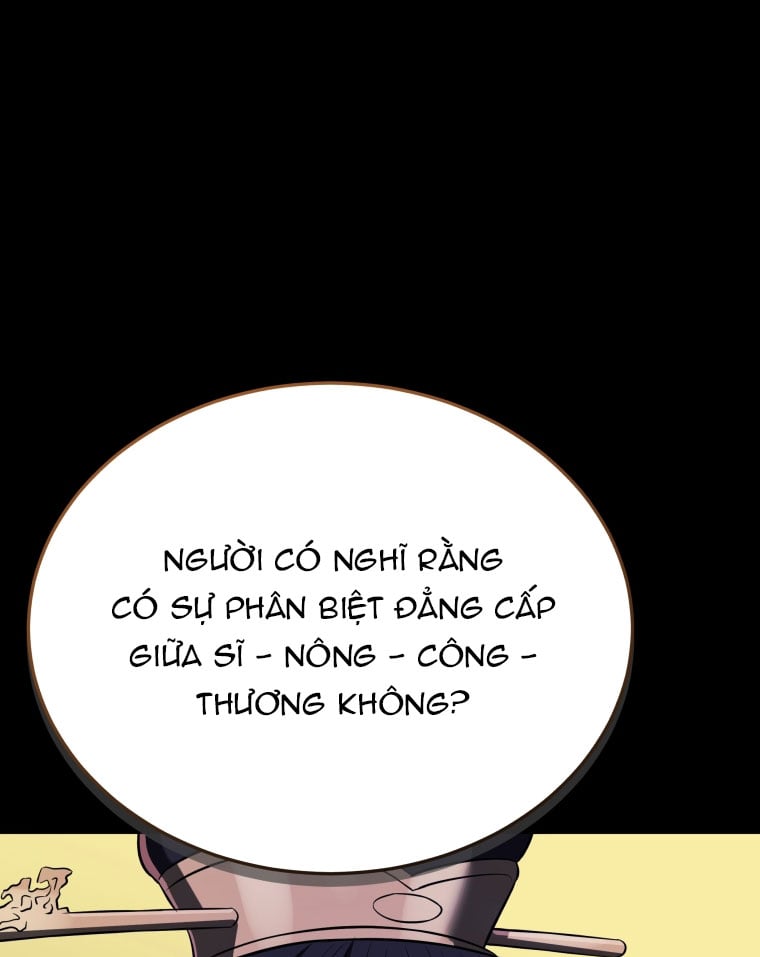 NGƯỜI CÓ NGHĨ RẰNG
CÓ SỰ PHÂN BIỆT ĐẲNG CẤP
GIỮA SĨ - NÔNG - CÔNG -
THƯƠNG KHÔNG?